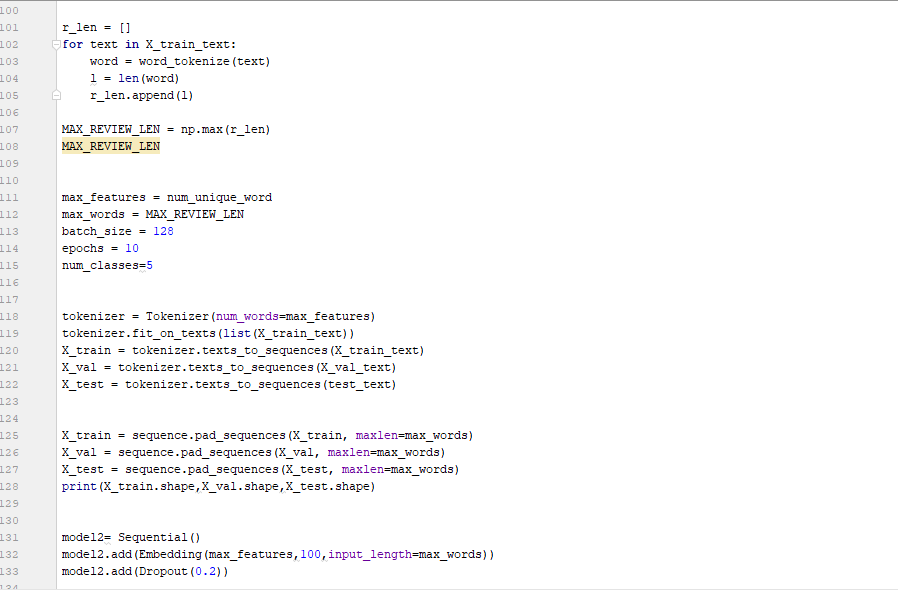 100
101 r_len = []
102 for text in X_train_text:
103 word = word_tokenize(text)
104 l = len(word)
105 r_len.append(l)
106
107 MAX_REVIEW_LEN = np.max(r_len)
108 MAX_REVIEW_LEN
109
110
111 max_features = num_unique_word
112 max_words = MAX_REVIEW_LEN
113 batch_size = 128
114 epochs = 10
115 num_classes=5
116
117
118 tokenizer = Tokenizer(num_words=max_features)
119 tokenizer.fit_on_texts(list(X_train_text))
120 X_train = tokenizer.texts_to_sequences(X_train_text)
121 X_val = tokenizer.texts_to_sequences(X_val_text)
122 X_test = tokenizer.texts_to_sequences(test_text)
123
124
125 X_train = sequence.pad_sequences(X_train, maxlen=max_words)
126 X_val = sequence.pad_sequences(X_val, maxlen=max_words)
127 X_test = sequence.pad_sequences(X_test, maxlen=max_words)
128 print(X_train.shape,X_val.shape,X_test.shape)
129
130
131 model2= Sequential()
132 model2.add(Embedding(max_features,100,input_length=max_words))
133 model2.add(Dropout(0.2))
134